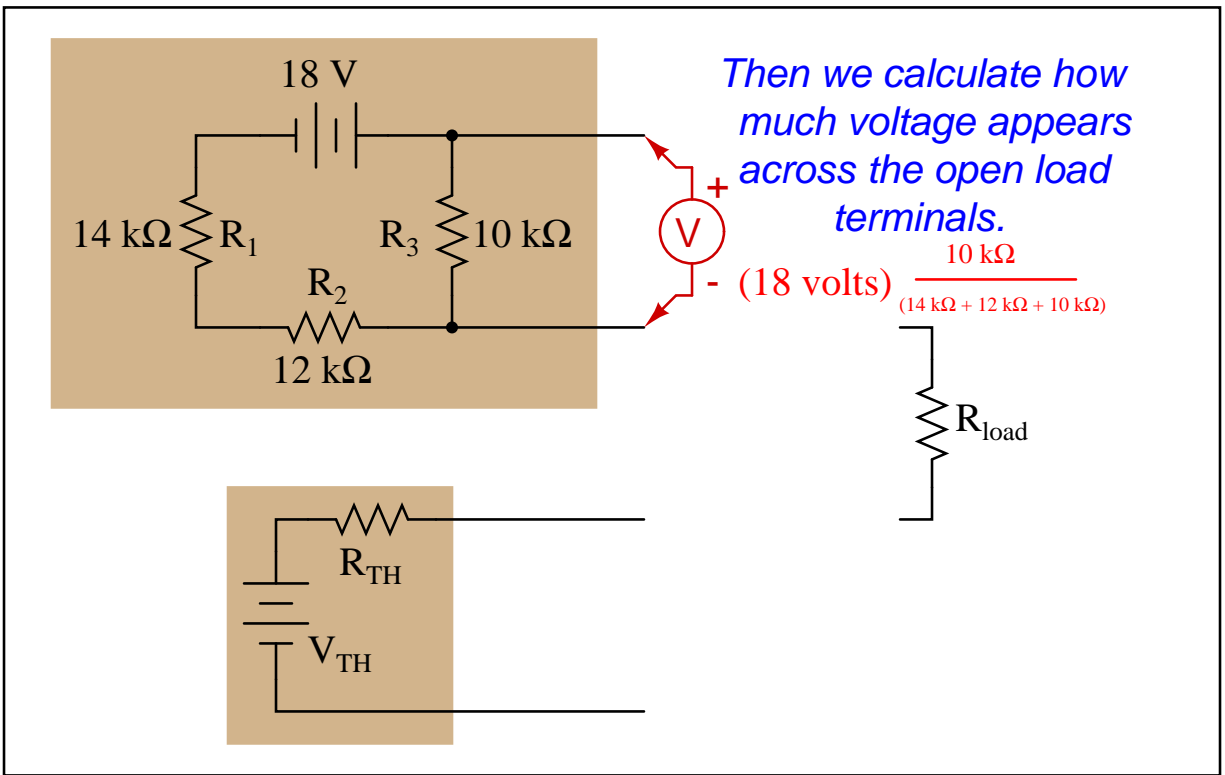 18 V
Then we calculate how
much voltage appears
across the open load
terminals.
14 kΩ R1
R3 10 kΩ
V
+
-
(18 volts) 10 kΩ
(14 kΩ + 12 kΩ + 10 kΩ)
R2
12 kΩ
Rload
RTH
VTH